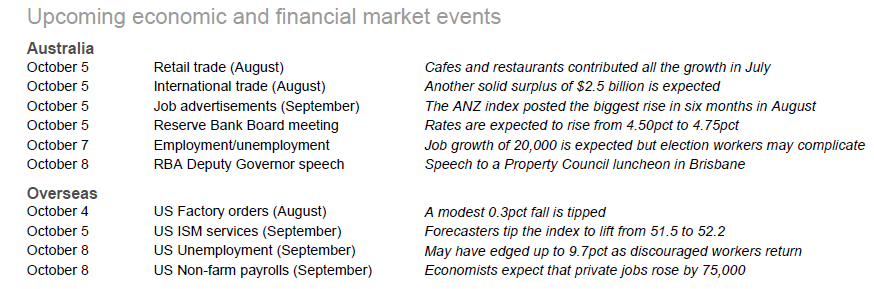 Upcoming economic and financial market events
Australia
October 5 Retail trade (August) Cafes and restaurants contributed all the growth in July
October 5 International trade (August) Another solid surplus of $2.5 billion is expected
October 5 Job advertisements (September) The ANZ index posted the biggest rise in six months in August
October 5 Reserve Bank Board meeting Rates are expected to rise from 4.50pct to 4.75pct
October 7 Employment/unemployment Job growth of 20,000 is expected but election workers may complicate
October 8 RBA Deputy Governor speech Speech to a Property Council luncheon in Brisbane
Overseas
October 4 US Factory orders (August) A modest 0.3pct fall is tipped
October 5 US ISM services (September) Forecasters tip the index to lift from 51.5 to 52.2
October 8 US Unemployment (September) May have edged up to 9.7pct as discouraged workers return
October 8 US Non-farm payrolls (September) Economists expect that private jobs rose by 75,000